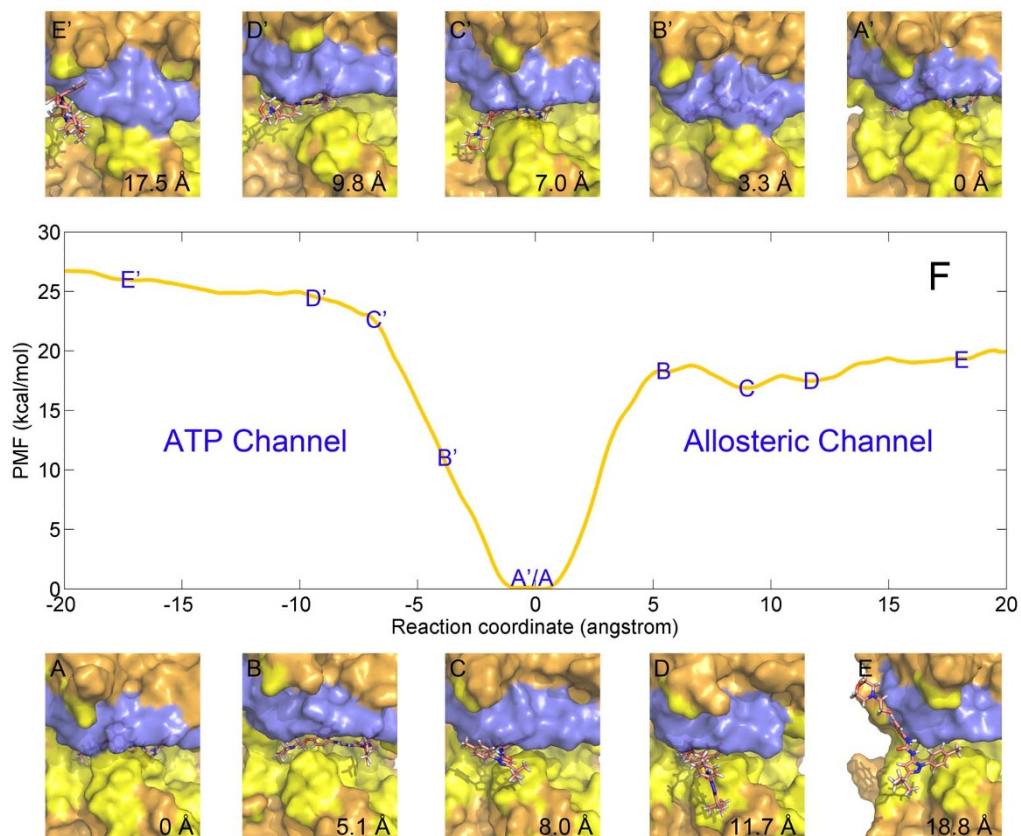 E’ D’ C’ B’ A’
17.5 Å 9.8 Å 7.0 Å 3.3 Å 0 Å
30
F
E’
25
D’
C’
20
B C D E
PMF (kcal/mol)
15
ATP Channel Allosteric Channel
10
B’
5
A’/A
0
-20 -15 -10 -5 0 5 10 15 20
Reaction coordinate (angstrom)
A B C D E
0 Å 5.1 Å 8.0 Å 11.7 Å 18.8 Å